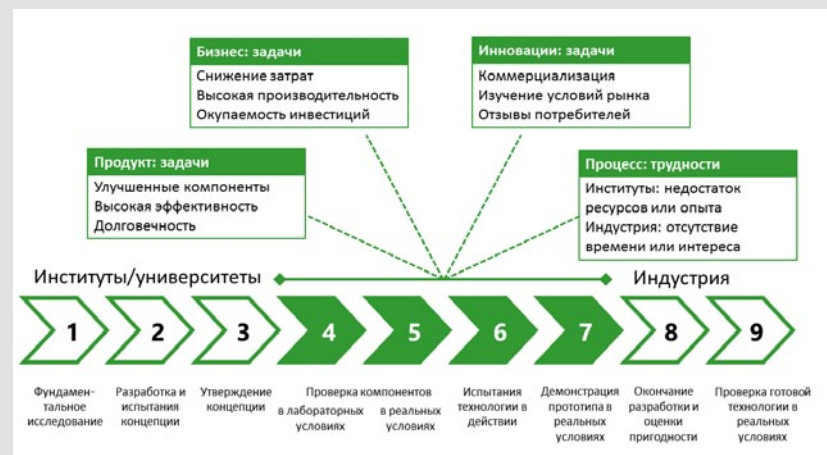 Бизнес: задачи
Снижение затрат
Высокая производительность
Окупаемость инвестиций
Инновации: задачи
Коммерциализация
Изучение условий рынка
Отзывы потребителей
Продукт: задачи
Улучшенные компоненты
Высокая эффективность
Долговечность
Процесс: трудности
Институты: недостаток
ресурсов или опыта
Индустрия: отсутствие
времени или интереса
Институты/университеты
Индустрия
1 2 3 4 5 6 7 8 9
Фундамен-
тальное
исследование
Разработка и
испытания
концепции
Утверждение
концепции
Проверка компонентов
в лабораторных
условиях
в реальных
условиях
Испытания
технологии в
действии
Демонстрация
прототипа в
реальных
условиях
Окончание
разработки и
оценки
пригодности
Проверка готовой
технологии в
реальных
условиях